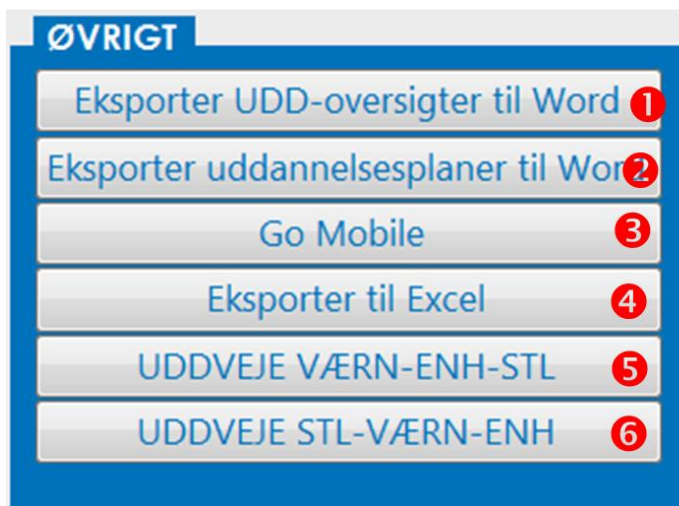 ØVRIGT
Eksporter UDD-oversigter til Word 1
Eksporter uddannelsesplaner til Word 2
Go Mobile 3
Eksporter til Excel 4
UDDVEJE VÆRN-ENH-STL 5
UDDVEJE STL-VÆRN-ENH 6